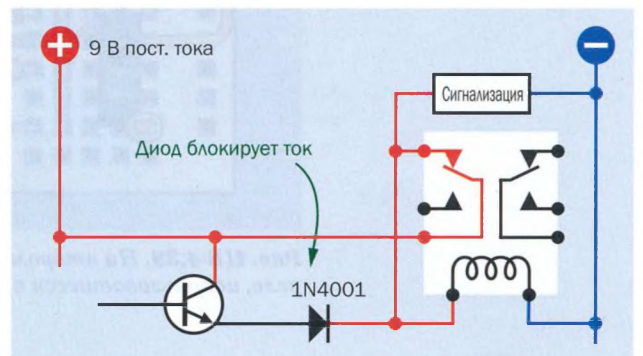 9 В пост. тока
Сигнализация
Диод блокирует ток
1N4001